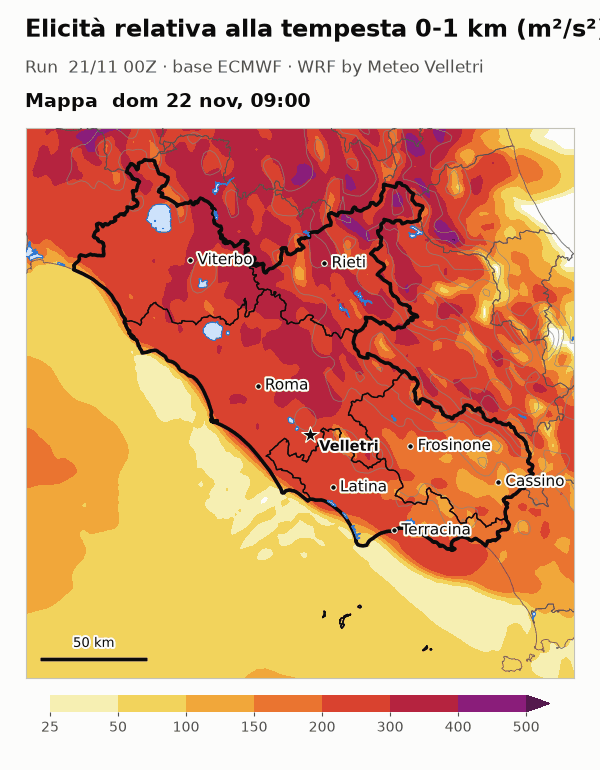 Elicità relativa alla tempesta 0-1 km (m²/s²)
Run 21/11 00Z · base ECMWF · WRF by Meteo Velletri
Mappa dom 22 nov, 09:00
Viterbo
Rieti
Roma
Velletri
Frosinone
Latina
Cassino
Terracina
50 km
25 50 100 150 200 300 400 500